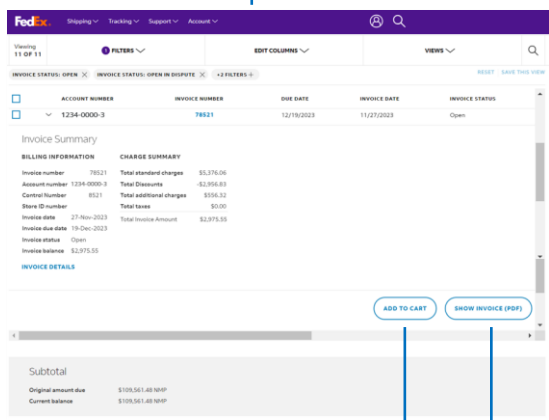 FedEx. Shipping Tracking Support Account
Viewing
11 OF 11
1 FILTERS EDIT COLUMNS VIEWS
INVOICE STATUS: OPEN X INVOICE STATUS: OPEN IN DISPUTE X +2 FILTERS RESET SAVE THIS VIEW
ACCOUNT NUMBER INVOICE NUMBER DUE DATE INVOICE DATE INVOICE STATUS
1234-0000-3 78521 12/19/2023 11/27/2023 Open
Invoice Summary
BILLING INFORMATION CHARGE SUMMARY
Invoice number 78521 Total standard charges $5,376.06
Account number 1234-0000-3 Total Discounts -$2,956.83
Control Number 8521 Total additional charges $556.32
Store ID number Total taxes $0.00
Invoice date 27-Nov-2023 Total Invoice Amount $2,975.55
Invoice due date 19-Dec-2023
Invoice status Open
Invoice balance $2,975.55
INVOICE DETAILS
ADD TO CART SHOW INVOICE (PDF)
Subtotal
Original amount due $109,561.48 NMP
Current balance $109,561.48 NMP